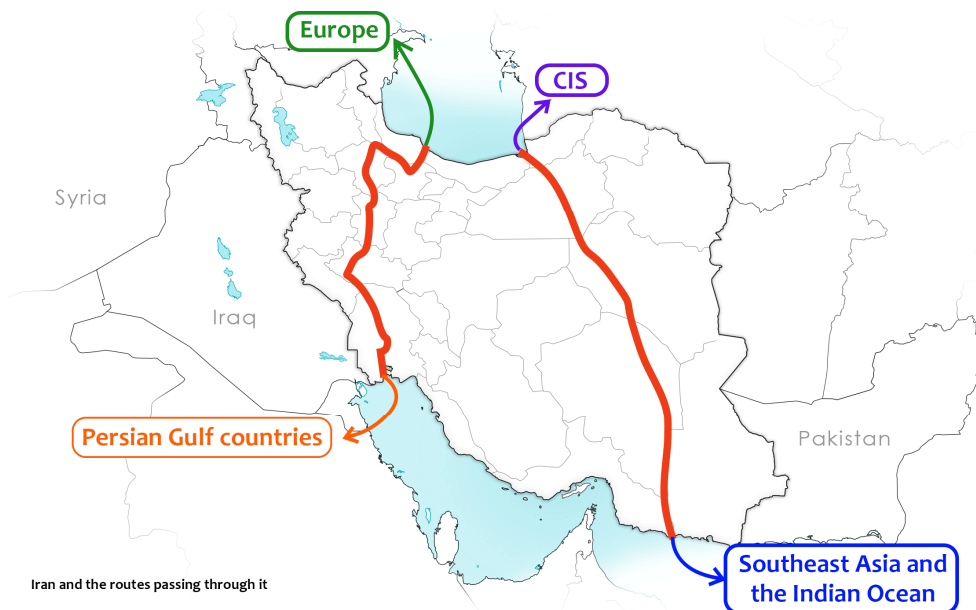 Europe
CIS
Syria
Iraq
Persian Gulf countries
Pakistan
Southeast Asia and
the Indian Ocean
Iran and the routes passing through it